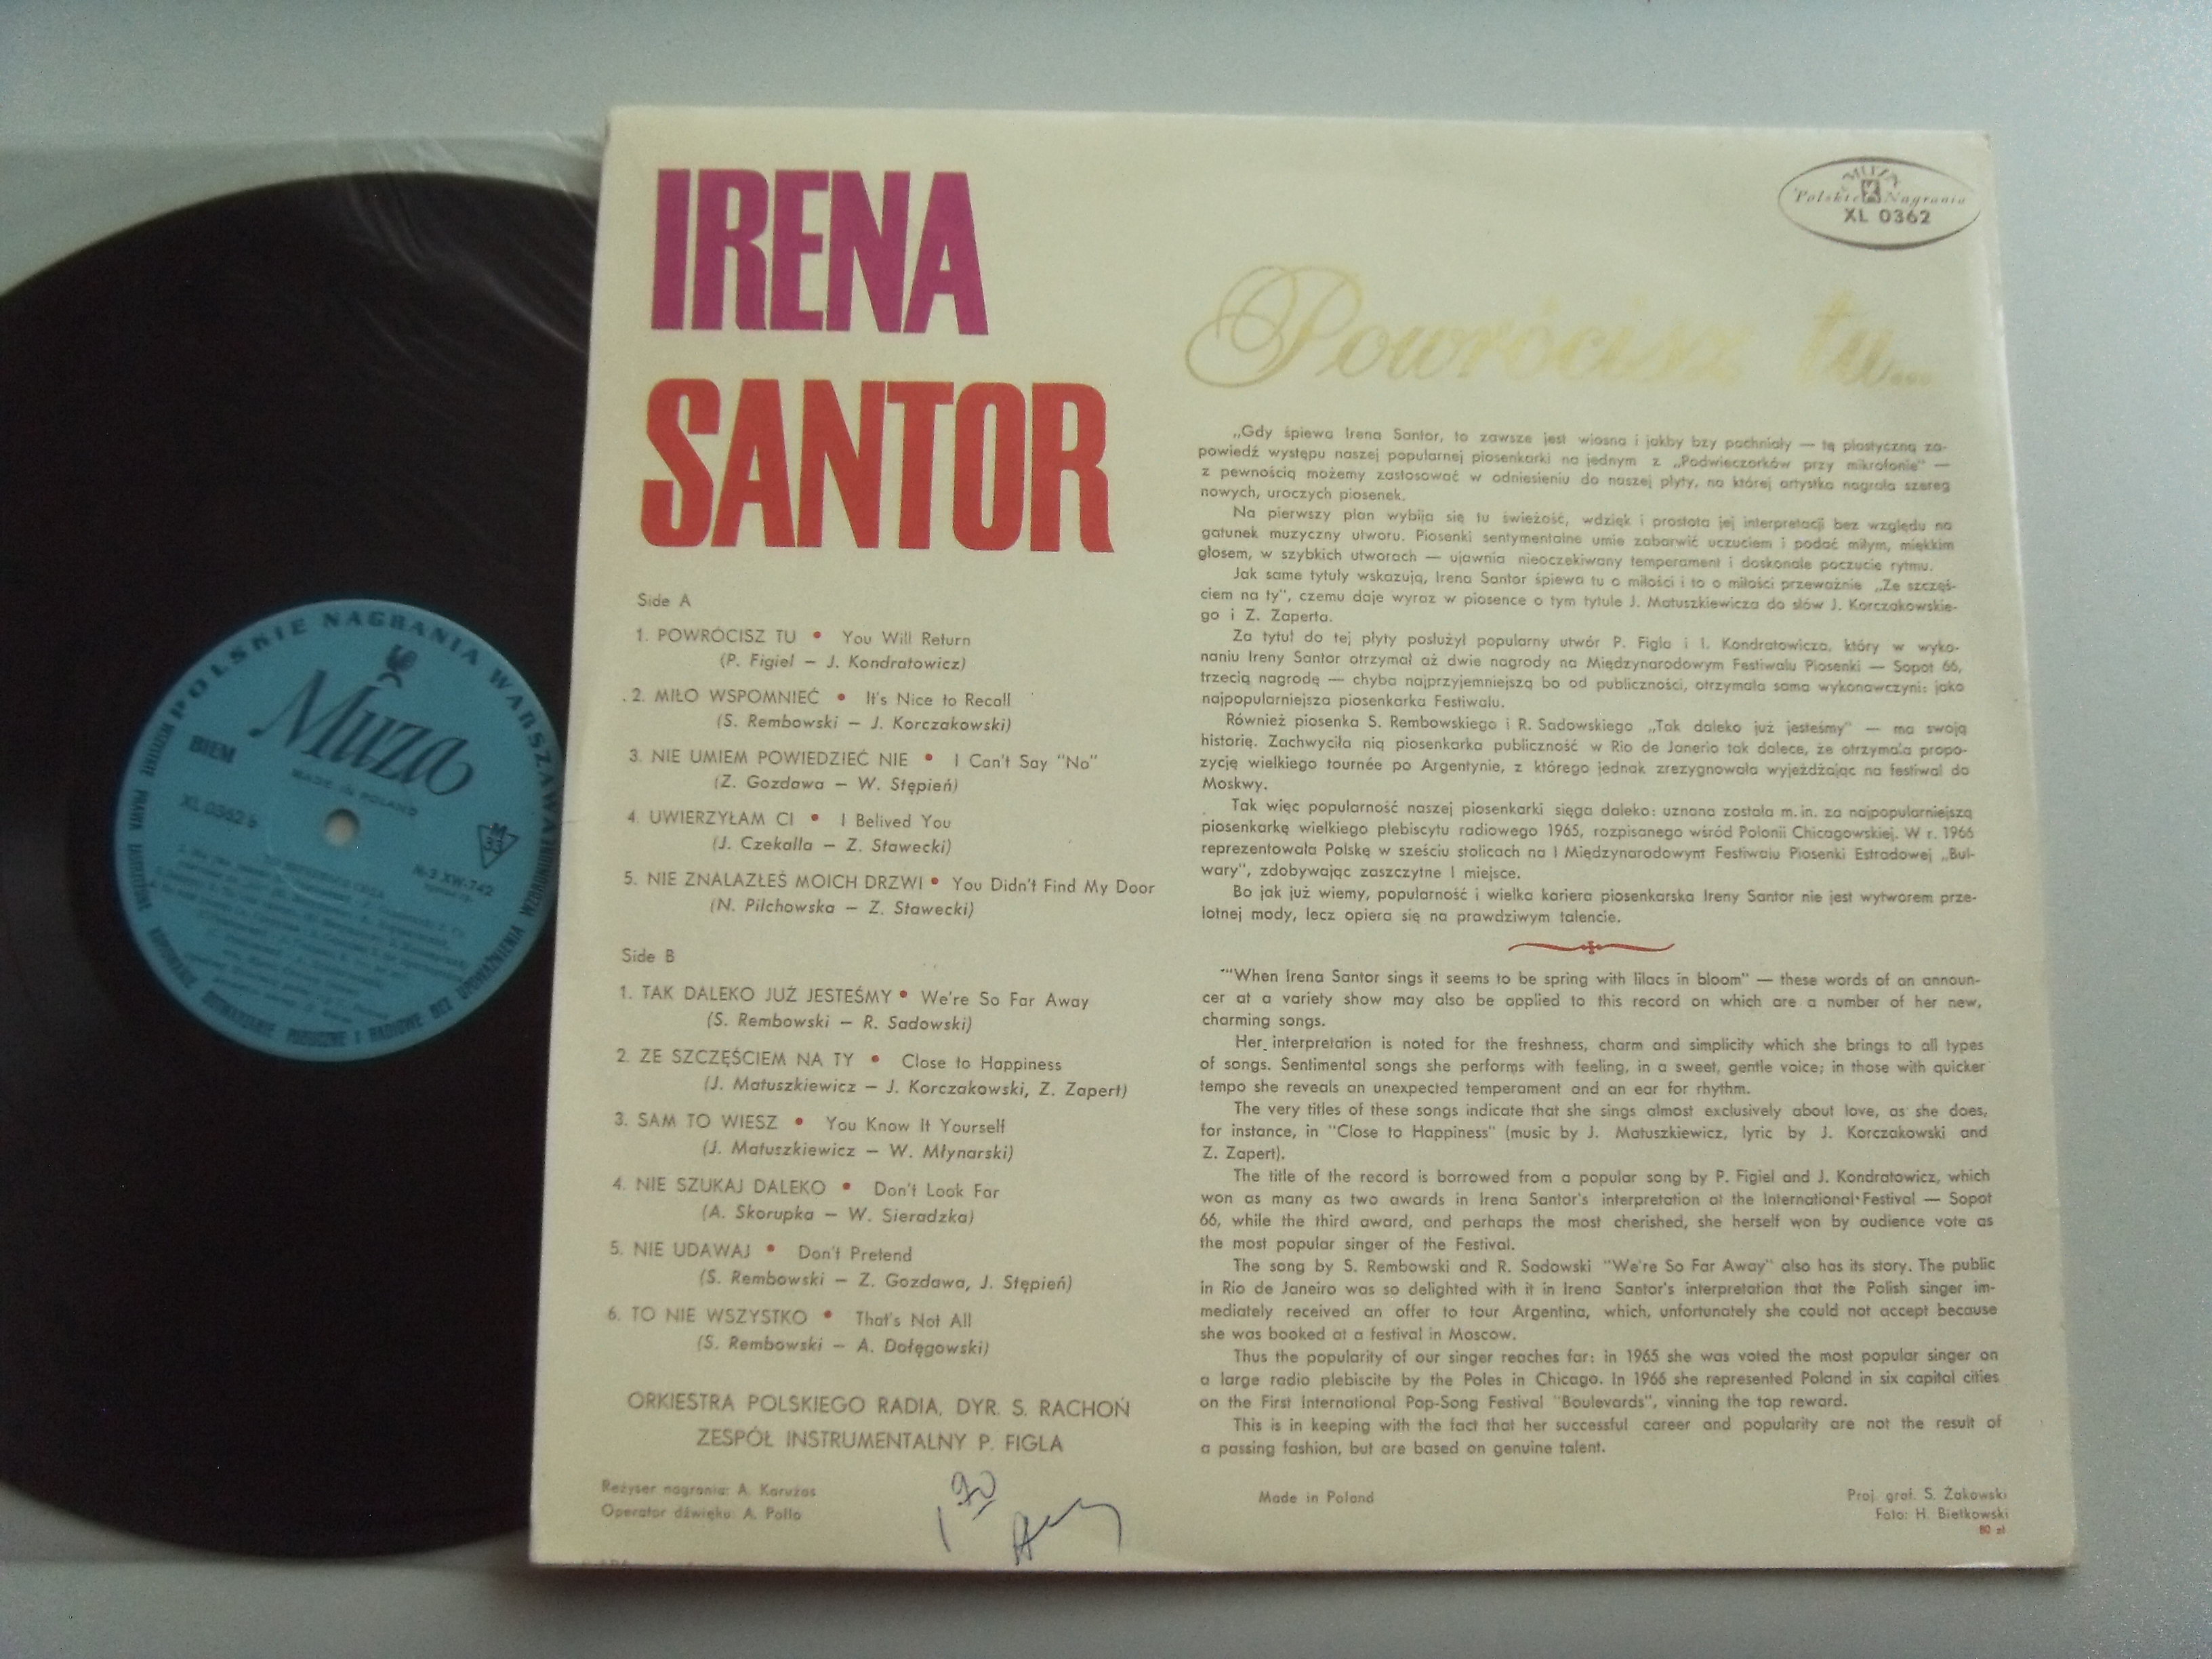 POLSKIE NAGRANIA WARSZAWA
Muza
MADE IN POLAND
BIEM
XL 0362 b
33
N-3 XW-742
IRENA
SANTOR
MUZA
Polskie Nagrania
XL 0362
Powrócisz tu...
Side A
1. POWRÓCISZ TU • You Will Return
(P. Figiel – J. Kondratowicz)
2. MIŁO WSPOMNIEĆ • It's Nice to Recall
(S. Rembowski – J. Korczakowski)
3. NIE UMIEM POWIEDZIEĆ NIE • I Can't Say "No"
(Z. Gozdawa – W. Stępień)
4. UWIERZYŁAM CI • I Belived You
(J. Czekalla – Z. Stawecki)
5. NIE ZNALAZŁEŚ MOICH DRZWI • You Didn't Find My Door
(N. Pilchowska – Z. Stawecki)
Side B
1. TAK DALEKO JUŻ JESTEŚMY • We're So Far Away
(S. Rembowski – R. Sadowski)
2. ZE SZCZĘŚCIEM NA TY • Close to Happiness
(J. Matuszkiewicz – J. Korczakowski, Z. Zapert)
3. SAM TO WIESZ • You Know It Yourself
(J. Matuszkiewicz – W. Młynarski)
4. NIE SZUKAJ DALEKO • Don't Look Far
(A. Skorupka – W. Sieradzka)
5. NIE UDAWAJ • Don't Pretend
(S. Rembowski – Z. Gozdawa, J. Stępień)
6. TO NIE WSZYSTKO • That's Not All
(S. Rembowski – A. Dołęgowski)
ORKIESTRA POLSKIEGO RADIA, DYR. S. RACHOŃ
ZESPÓŁ INSTRUMENTALNY P. FIGLA
Reżyser nagrania: A. Karużas
Operator dźwięku: A. Pollo
„Gdy śpiewa Irena Santor, to zawsze jest wiosna i jakby bzy pachniały — tę plastyczną za-
powiedź występu naszej popularnej piosenkarki na jednym z „Podwieczorków przy mikrofonie" —
z pewnością możemy zastosować w odniesieniu do naszej płyty, na której artystka nagrała szereg
nowych, uroczych piosenek.
Na pierwszy plan wybija się tu świeżość, wdzięk i prostota jej interpretacji bez względu na
gatunek muzyczny utworu. Piosenki sentymentalne umie zabarwić uczuciem i podać miłym, miękkim
głosem, w szybkich utworach — ujawnia nieoczekiwany temperament i doskonałe poczucie rytmu.
Jak same tytuły wskazują, Irena Santor śpiewa tu o miłości i to o miłości przeważnie „Ze szczęś-
ciem na ty", czemu daje wyraz w piosence o tym tytule J. Matuszkiewicza do słów J. Korczakowskie-
go i Z. Zaperta.
Za tytuł do tej płyty posłużył popularny utwór P. Figla i I. Kondratowicza, który w wyko-
naniu Ireny Santor otrzymał aż dwie nagrody na Międzynarodowym Festiwalu Piosenki — Sopot 66,
trzecią nagrodę — chyba najprzyjemniejszą bo od publiczności, otrzymała sama wykonawczyni: jako
najpopularniejsza piosenkarka Festiwalu.
Również piosenka S. Rembowskiego i R. Sadowskiego „Tak daleko już jesteśmy" — ma swoją
historię. Zachwyciła nią piosenkarka publiczność w Rio de Janerio tak dalece, że otrzymała propo-
zycję wielkiego tournée po Argentynie, z którego jednak zrezygnowała wyjeżdżając na festiwal do
Moskwy.
Tak więc popularność naszej piosenkarki sięga daleko: uznana została m. in. za najpopularniejszą
piosenkarkę wielkiego plebiscytu radiowego 1965, rozpisanego wśród Polonii Chicagowskiej. W r. 1966
reprezentowała Polskę w sześciu stolicach na I Międzynarodowym Festiwalu Piosenki Estradowej „Bul-
wary", zdobywając zaszczytne I miejsce.
Bo jak już wiemy, popularność i wielka kariera piosenkarska Ireny Santor nie jest wytworem prze-
lotnej mody, lecz opiera się na prawdziwym talencie.
"When Irena Santor sings it seems to be spring with lilacs in bloom" — these words of an announ-
cer at a variety show may also be applied to this record on which are a number of her new,
charming songs.
Her interpretation is noted for the freshness, charm and simplicity which she brings to all types
of songs. Sentimental songs she performs with feeling, in a sweet, gentle voice; in those with quicker
tempo she reveals an unexpected temperament and an ear for rhythm.
The very titles of these songs indicate that she sings almost exclusively about love, as she does,
for instance, in "Close to Happiness" (music by J. Matuszkiewicz, lyric by J. Korczakowski and
Z. Zapert).
The title of the record is borrowed from a popular song by P. Figiel and J. Kondratowicz, which
won as many as two awards in Irena Santor's interpretation at the International Festival — Sopot
66, while the third award, and perhaps the most cherished, she herself won by audience vote as
the most popular singer of the Festival.
The song by S. Rembowski and R. Sadowski "We're So Far Away" also has its story. The public
in Rio de Janeiro was so delighted with it in Irena Santor's interpretation that the Polish singer im-
mediately received an offer to tour Argentina, which, unfortunately she could not accept because
she was booked at a festival in Moscow.
Thus the popularity of our singer reaches far: in 1965 she was voted the most popular singer on
a large radio plebiscite by the Poles in Chicago. In 1966 she represented Poland in six capital cities
on the First International Pop-Song Festival "Boulevards", vinning the top reward.
This is in keeping with the fact that her successful career and popularity are not the result of
a passing fashion, but are based on genuine talent.
Made in Poland
Proj. graf. S. Żakowski
Foto: H. Bietkowski
80 zł